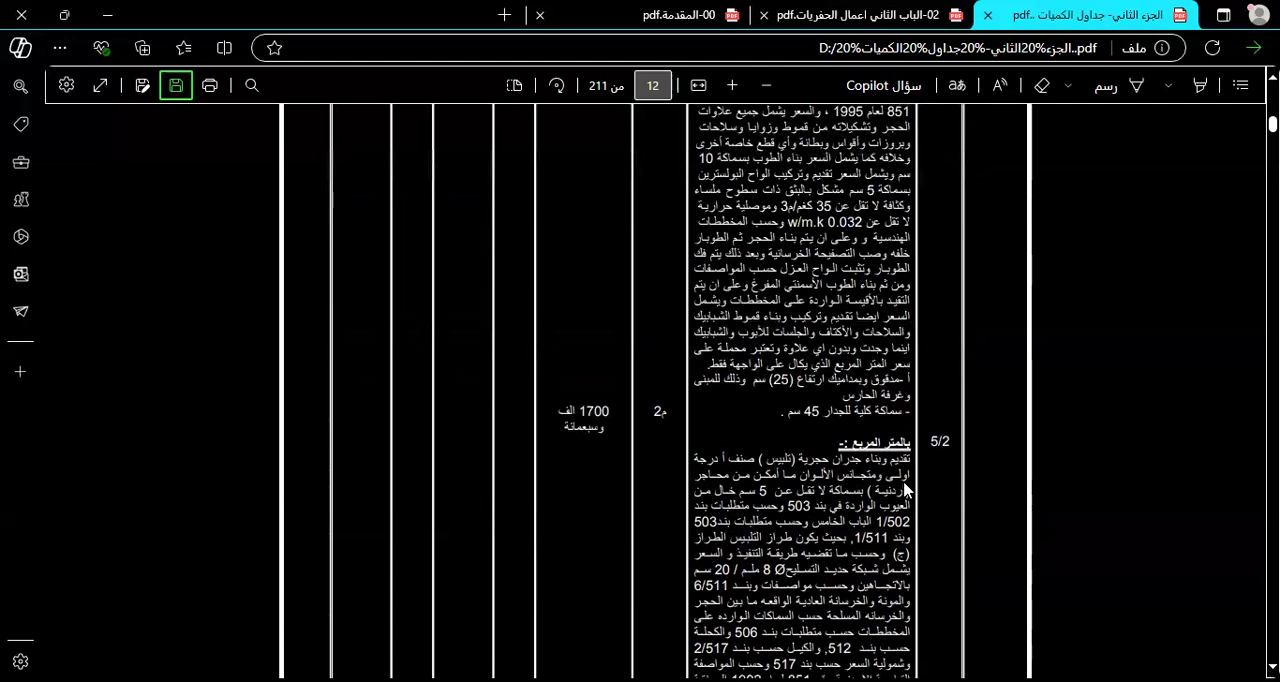 الجزء الثاني- جداول الكميات ..pdf
02-الباب الثاني اعمال الحفريات.pdf
00-المقدمة.pdf
ملف
D:/20%الجزء%20الثاني-%20جداول%20الكميات%20..pdf
رسم
سؤال Copilot
12
من 211
851 لعام 1995 ، والسعر يشمل جميع علاوات
الحجر وتشكيلاته من قموط وزوايا وسلاحات
وبروزات وأقواس وبطانة وأي قطع خاصة أخرى
وخلافه كما يشمل السعر بناء الطوب بسماكة 10
سم ويشمل السعر تقديم وتركيب الواح البولسترين
بسماكة 5 سم مشكل بالبثق ذات سطوح ملساء
وكثافة لا تقل عن 35 كغم/م3 وموصلية حرارية
لا تقل عن 0.032 w/m.k وحسب المخططات
الهندسية و وعلى ان يتم بناء الحجر ثم الطوبار
خلفه وصب التصفيحة الخرسانية وبعد ذلك يتم فك
الطوبار وتثبت الواح العزل حسب المواصفات
ومن ثم بناء الطوب الأسمنتي المفرغ وعلى ان يتم
التقيد بالأقيسة الواردة على المخططات ويشمل
السعر ايضا تقديم وتركيب وبناء قموط الشبابيك
والسلاحات والأكتاف والجلسات للأبوب والشبابيك
اينما وجدت وبدون اي علاوة وتعتبر محملة على
سعر المتر المربع الذي يكال على الواجهة فقط.
أ -مدقوق وبمداميك ارتفاع (25) سم وذلك للمبنى
وغرفة الحارس
- سماكة كلية للجدار 45 سم .
م2
1700 الف
وسبعمائة
5/2
بالمتر المربع :-
تقديم وبناء جدران حجرية (تلبيس ) صنف أ درجة
اولى ومتجانس الألوان ما أمكن من محاجر
) بسماكة لا تقل عن 5 سم خال من
العيوب الواردة في بند 503 وحسب متطلبات بند
1/502 الباب الخامس وحسب متطلبات بند503
وبند 1/511, بحيث يكون طراز التلبيس الطراز
(ج) وحسب ما تقضيه طريقة التنفيذ و السعر
يشمل شبكة حديد التسليحØ 8 ملم / 20 سم
بالاتجاهين وحسب مواصفات وبند 6/511
والمونة والخرسانة العادية الواقعه ما بين الحجر
والخرسانه المسلحة حسب السماكات الوارده على
المخططات حسب متطلبات بند 506 والكحلة
حسب بند 512, والكيل حسب بند 2/517
وشمولية السعر حسب بند 517 وحسب المواصفة